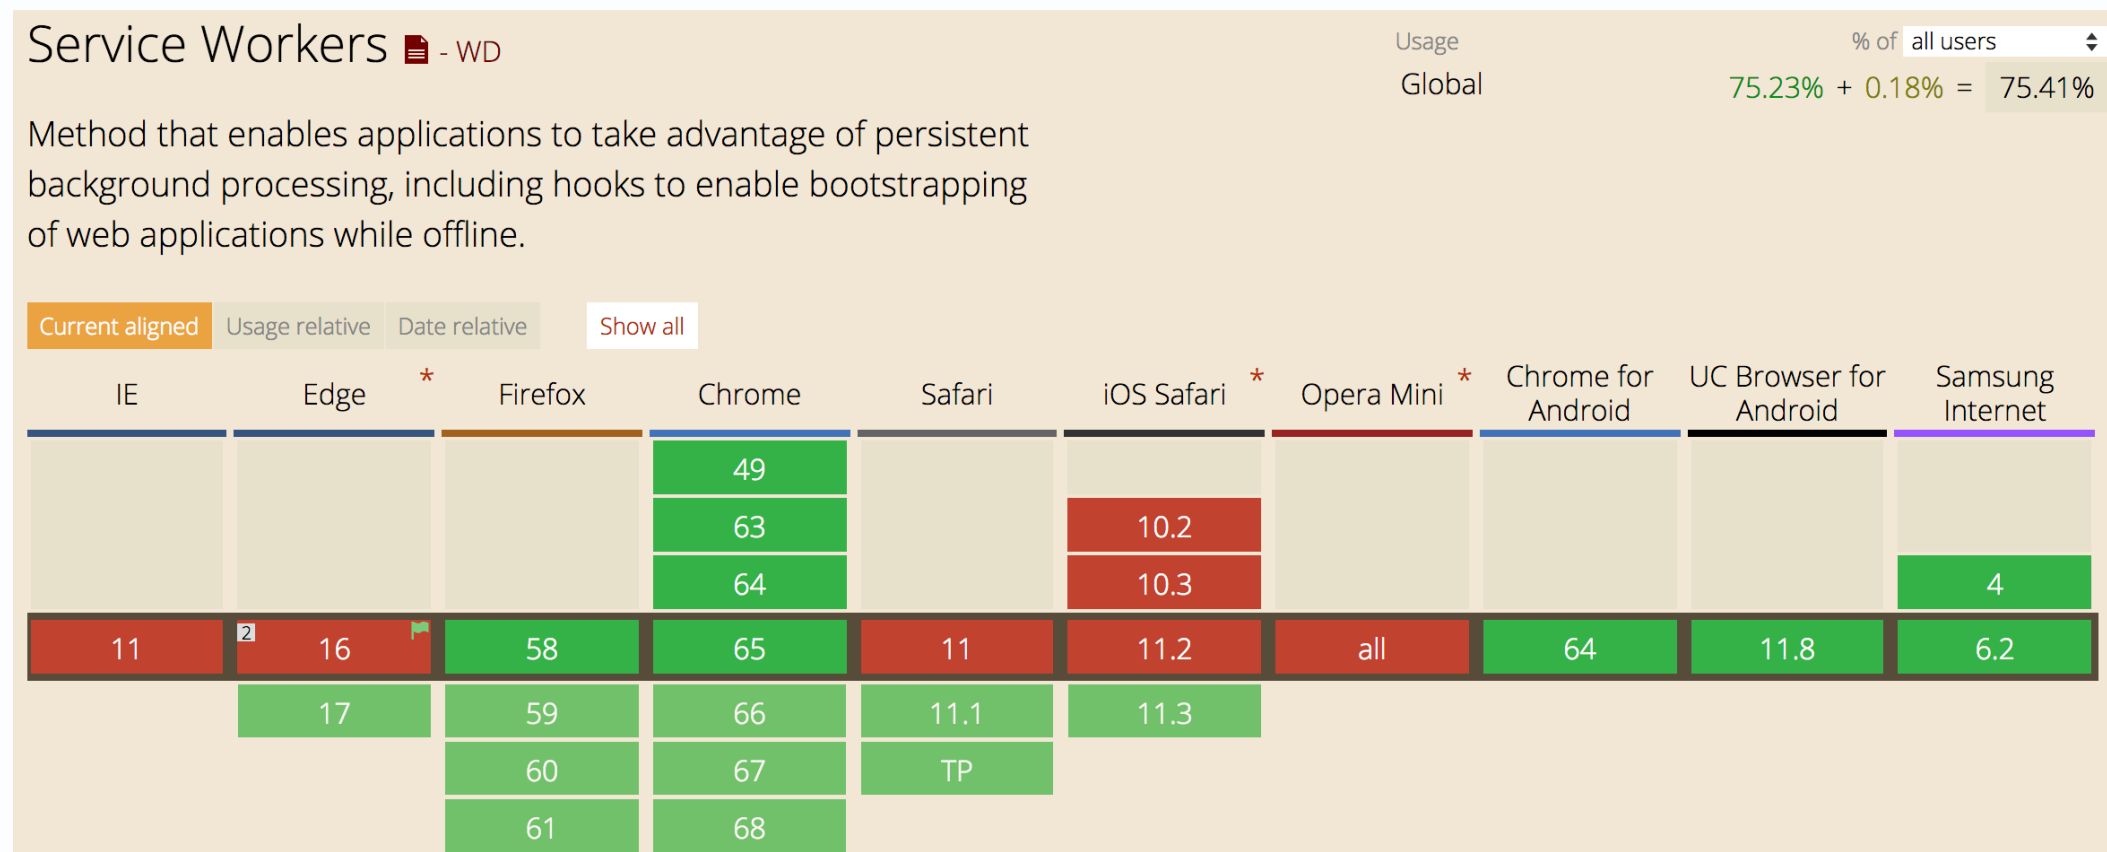 Service Workers - WD
Usage % of all users
Global 75.23% + 0.18% = 75.41%
Method that enables applications to take advantage of persistent
background processing, including hooks to enable bootstrapping
of web applications while offline.
Current aligned Usage relative Date relative Show all
IE Edge * Firefox Chrome Safari iOS Safari * Opera Mini * Chrome for Android UC Browser for Android Samsung Internet
49
63 10.2
64 10.3 4
11 2 16 58 65 11 11.2 all 64 11.8 6.2
17 59 66 11.1 11.3
60 67 TP
61 68